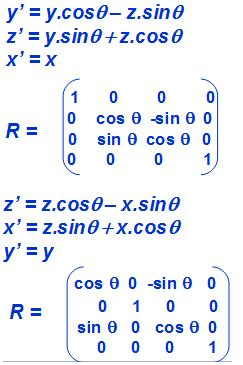 y’ = y.cosθ – z.sinθ
z’ = y.sinθ + z.cosθ
x’ = x
1 0 0 0
0 cos θ -sin θ 0
R =
0 sin θ cos θ 0
0 0 0 1
z’ = z.cosθ – x.sinθ
x’ = z.sinθ + x.cosθ
y’ = y
cos θ 0 -sin θ 0
0 1 0 0
R =
sin θ 0 cos θ 0
0 0 0 1